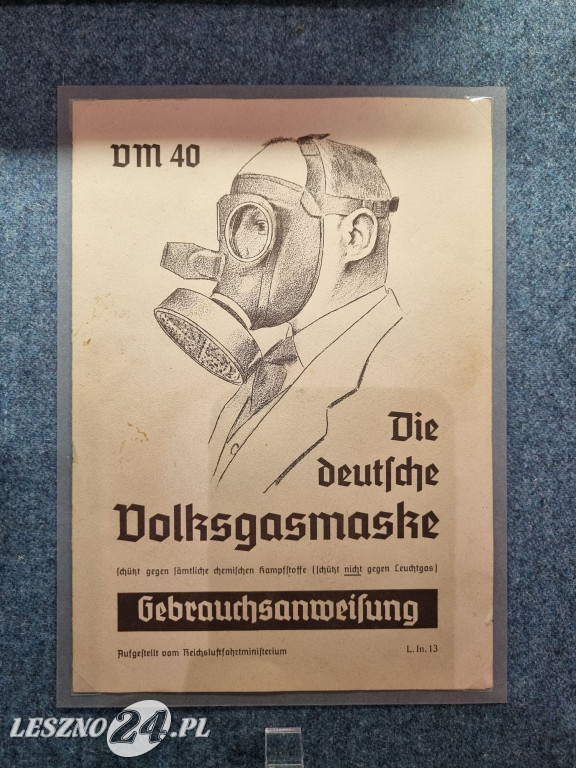 VM 40
Die
deutſche
Volksgasmaske
ſchützt gegen ſämtliche chemiſchen Kampfſtoffe (ſchützt nicht gegen Leuchtgas)
Gebrauchsanweiſung
Aufgeſtellt vom Reichsluftfahrtminiſterium
L. In. 13
LESZNO24.PL